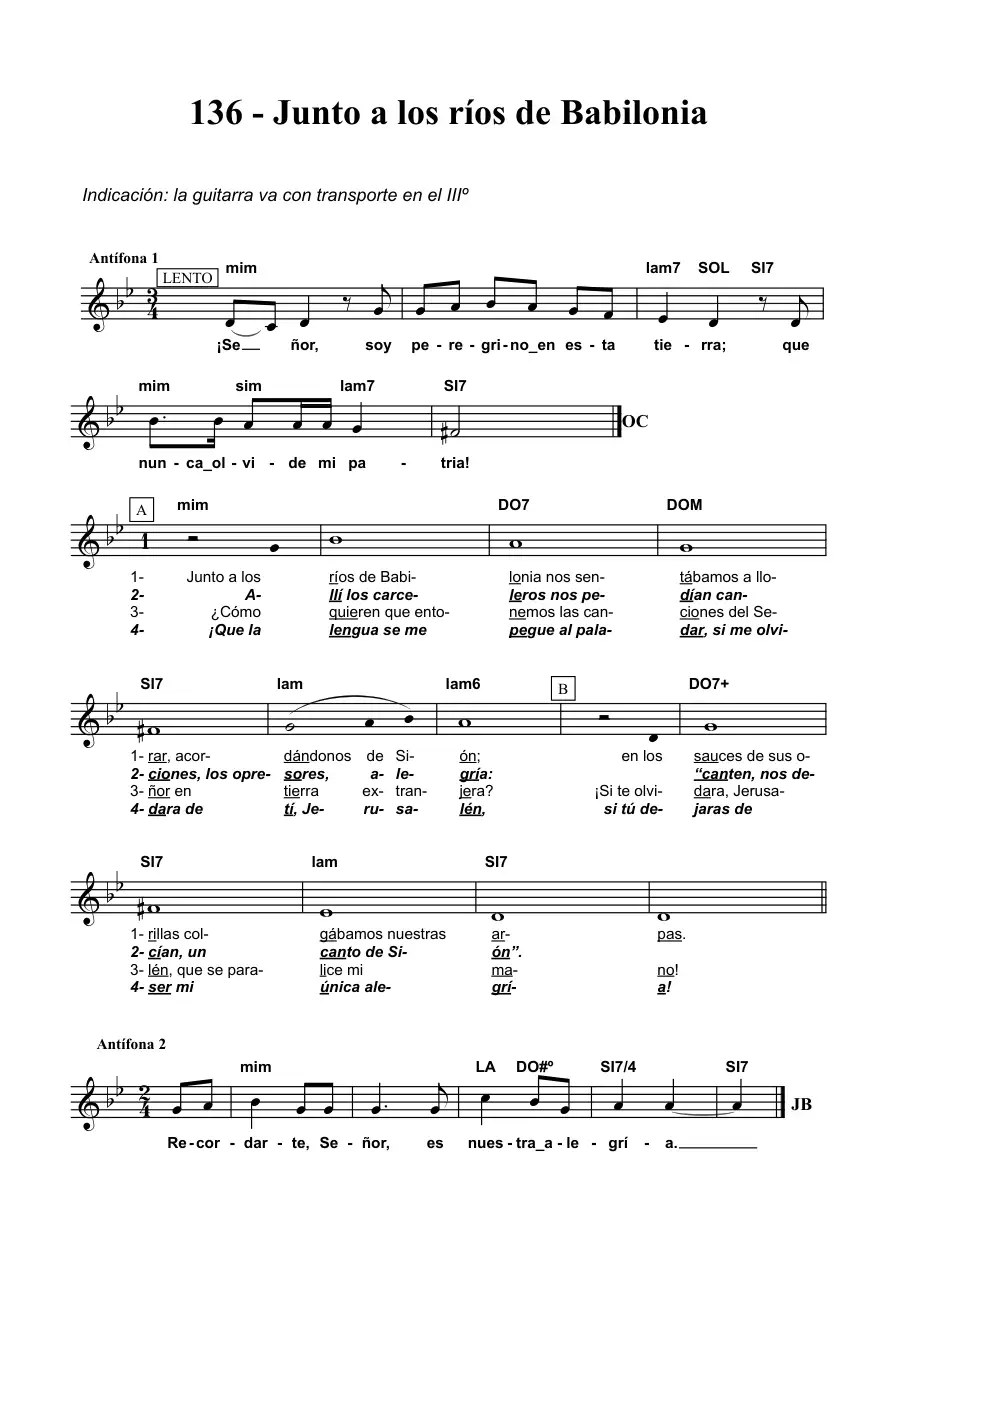 136 - Junto a los ríos de Babilonia
Indicación: la guitarra va con transporte en el IIIº
Antífona 1
LENTO
mim lam7 SOL SI7
3
4
¡Se ñor, soy pe - re - gri - no_en es - ta tie - rra; que
mim sim lam7 SI7
OC
nun - ca_ol - vi - de mi pa - tria!
A mim DO7 DOM
1
1- Junto a los ríos de Babi- lonia nos sen- tábamos a llo-
2- A- llí los carce- leros nos pe- dían can-
3- ¿Cómo quieren que ento- nemos las can- ciones del Se-
4- ¡Que la lengua se me pegue al pala- dar, si me olvi-
SI7 lam lam6 B DO7+
1- rar, acor- dándonos de Si- ón; en los sauces de sus o-
2- ciones, los opre- sores, a- le- gría: “canten, nos de-
3- ñor en tierra ex- tran- jera? ¡Si te olvi- dara, Jerusa-
4- dara de tí, Je- ru- sa- lén, si tú de- jaras de
SI7 lam SI7
1- rillas col- gábamos nuestras ar- pas.
2- cían, un canto de Si- ón”.
3- lén, que se para- lice mi ma- no!
4- ser mi única ale- grí- a!
Antífona 2
mim LA DO#º SI7/4 SI7
2
4
JB
Re - cor - dar - te, Se - ñor, es nues - tra_a - le - grí - a.